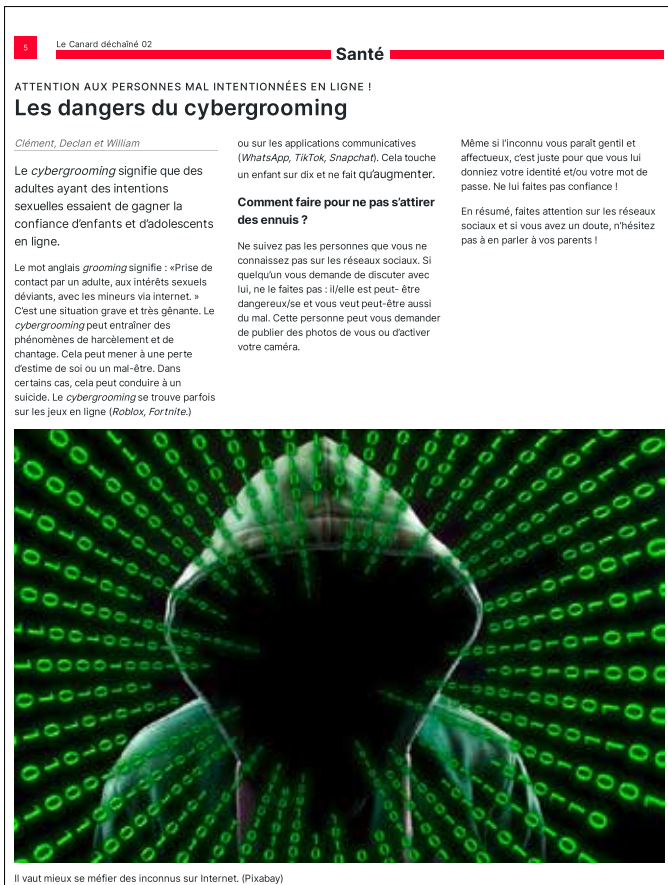 5
Le Canard déchaîné 02
Santé
ATTENTION AUX PERSONNES MAL INTENTIONNÉES EN LIGNE !
Les dangers du cybergrooming
Clément, Declan et William
Le cybergrooming signifie que des
adultes ayant des intentions
sexuelles essaient de gagner la
confiance d'enfants et d'adolescents
en ligne.
Le mot anglais grooming signifie : «Prise de
contact par un adulte, aux intérêts sexuels
déviants, avec les mineurs via internet. »
C'est une situation grave et très gênante. Le
cybergrooming peut entraîner des
phénomènes de harcèlement et de
chantage. Cela peut mener à une perte
d'estime de soi ou un mal-être. Dans
certains cas, cela peut conduire à un
suicide. Le cybergrooming se trouve parfois
sur les jeux en ligne (Roblox, Fortnite.)
ou sur les applications communicatives
(WhatsApp, TikTok, Snapchat). Cela touche
un enfant sur dix et ne fait qu'augmenter.
Comment faire pour ne pas s'attirer
des ennuis ?
Ne suivez pas les personnes que vous ne
connaissez pas sur les réseaux sociaux. Si
quelqu'un vous demande de discuter avec
lui, ne le faites pas : il/elle est peut- être
dangereux/se et vous veut peut-être aussi
du mal. Cette personne peut vous demander
de publier des photos de vous ou d'activer
votre caméra.
Même si l'inconnu vous paraît gentil et
affectueux, c'est juste pour que vous lui
donniez votre identité et/ou votre mot de
passe. Ne lui faites pas confiance !
En résumé, faites attention sur les réseaux
sociaux et si vous avez un doute, n'hésitez
pas à en parler à vos parents !
Il vaut mieux se méfier des inconnus sur Internet. (Pixabay)